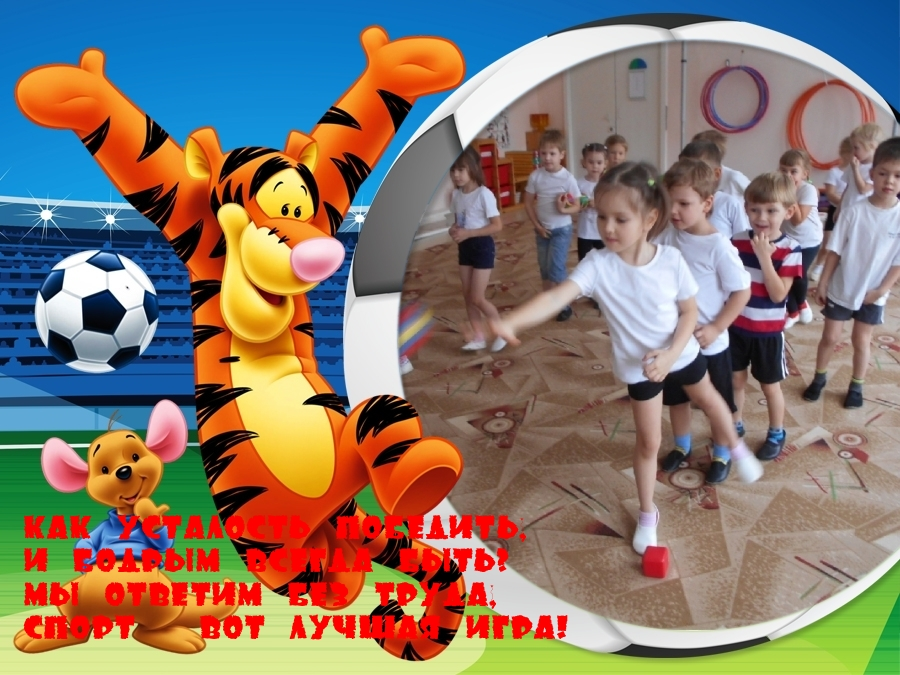 КАК УСТАЛОСТЬ ПОБЕДИТЬ,
И БОДРЫМ ВСЕГДА БЫТЬ?
МЫ ОТВЕТИМ БЕЗ ТРУДА,
СПОРТ ВОТ ЛУЧШАЯ ИГРА!